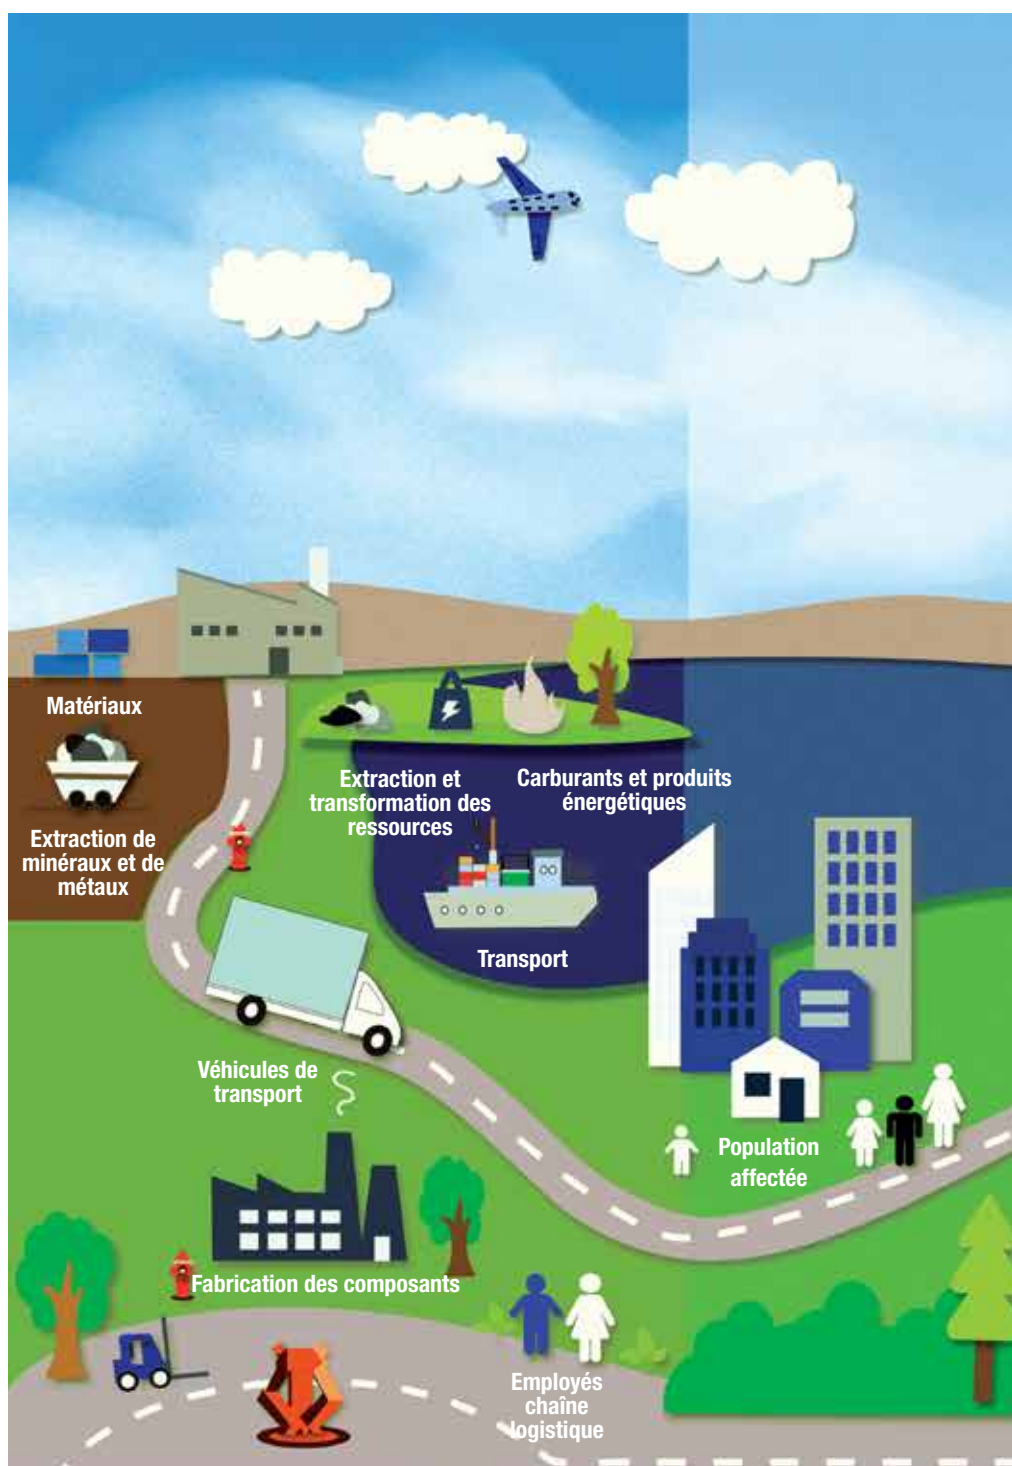 Matériaux
Extraction de
minéraux et de
métaux
Extraction et
transformation des
ressources
Carburants et produits
énergétiques
Transport
Véhicules de
transport
Population
affectée
Fabrication des composants
Employés
chaîne
logistique